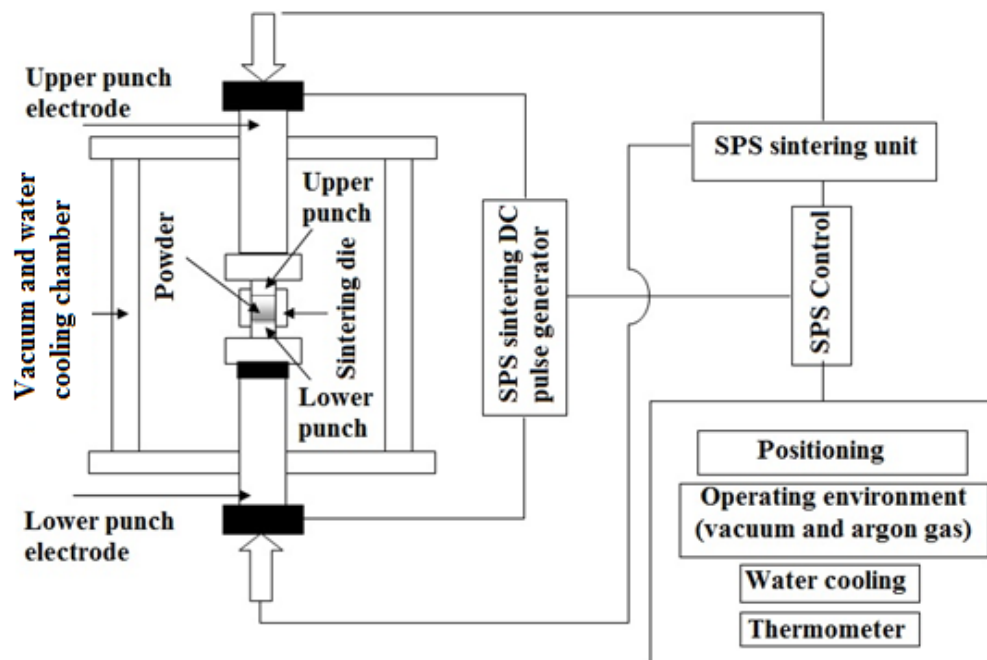 Upper punch
electrode
SPS sintering unit
Upper
punch
Vacuum and water
cooling chamber
Powder
Sintering die
SPS sintering DC
pulse generator
SPS Control
Lower
punch
Lower punch
electrode
Positioning
Operating environment
(vacuum and argon gas)
Water cooling
Thermometer